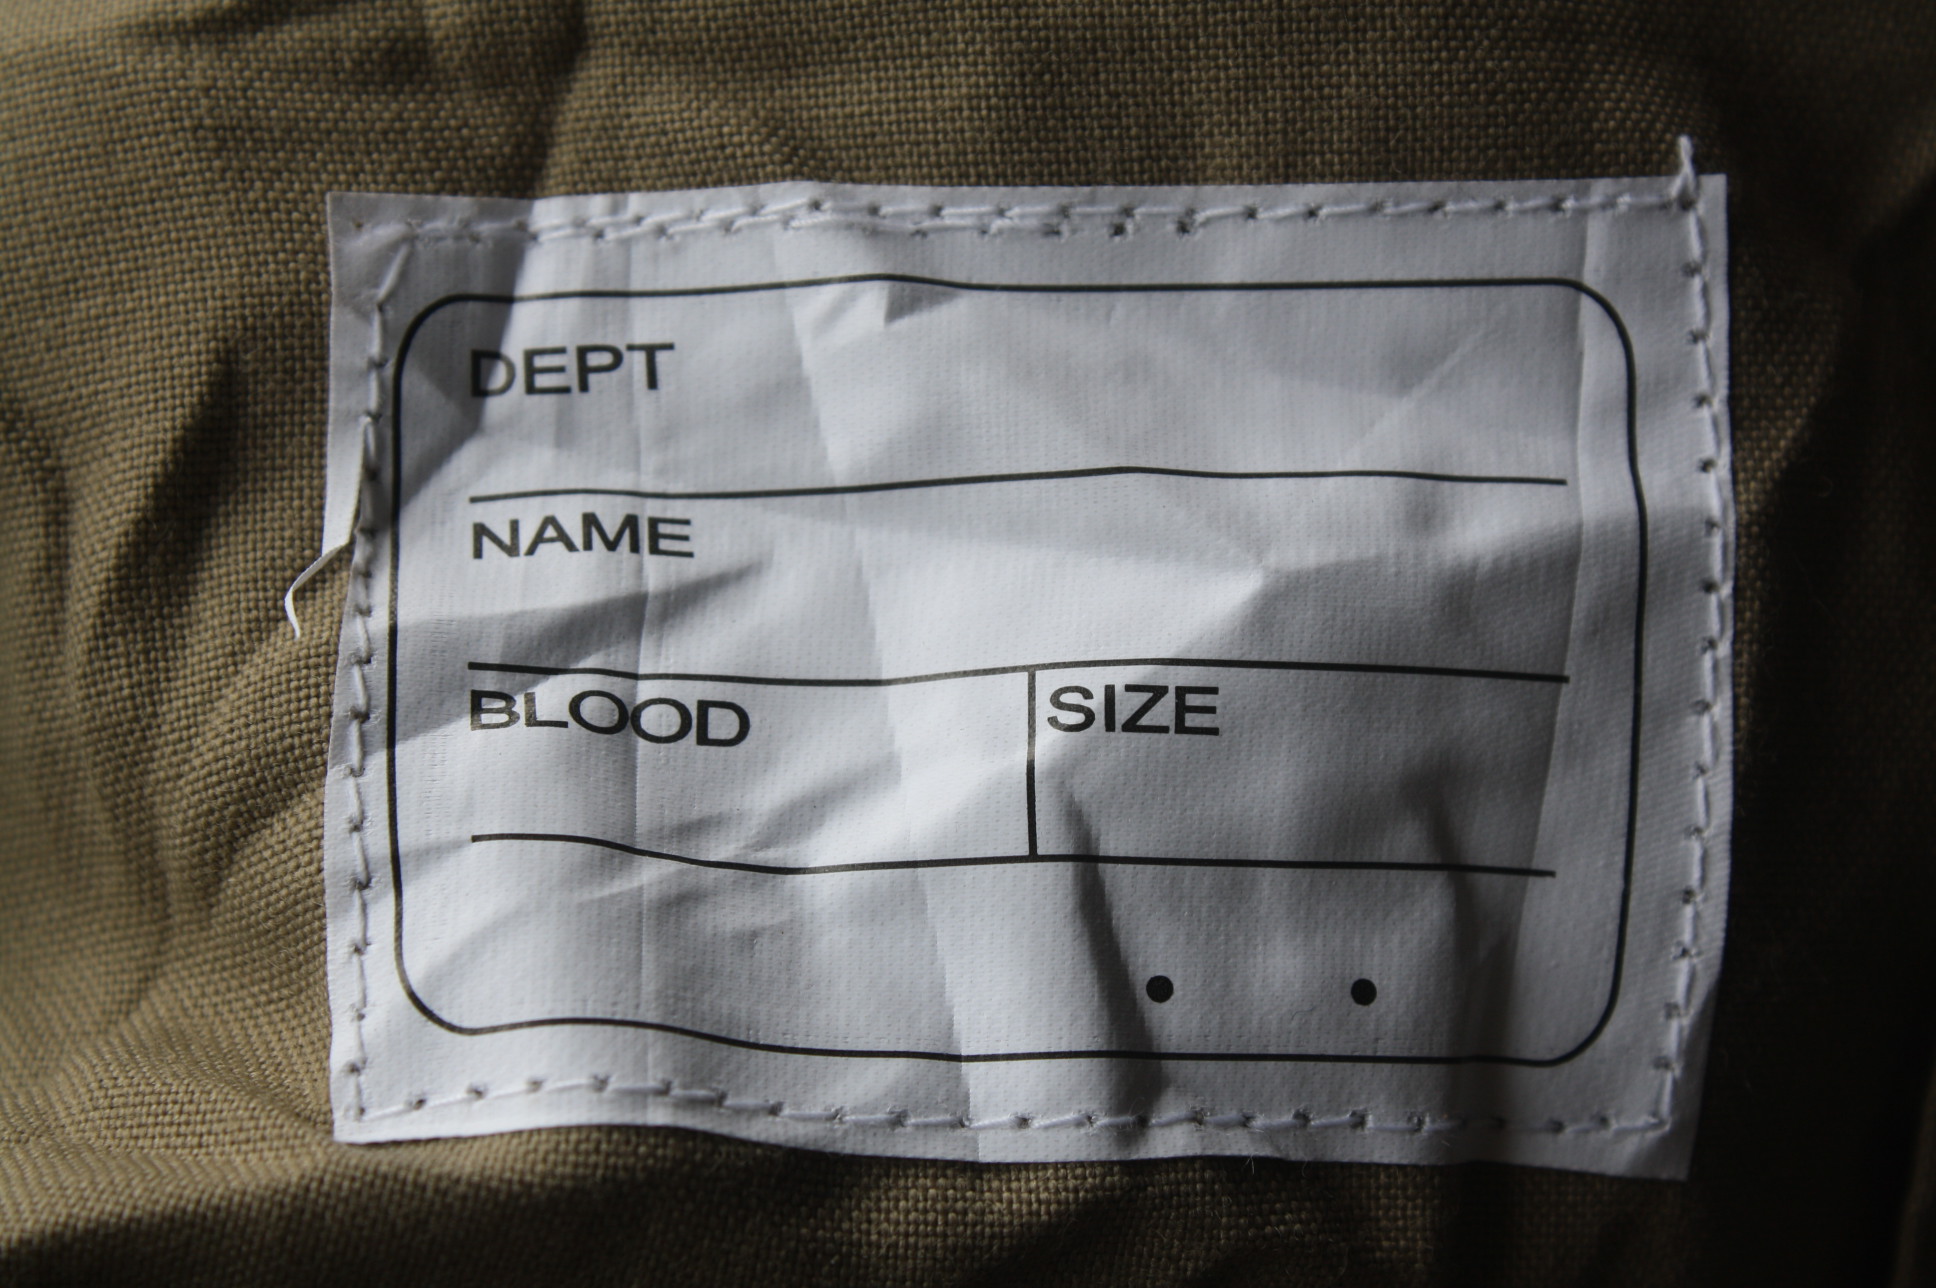 DEPT
NAME
BLOOD SIZE
. .